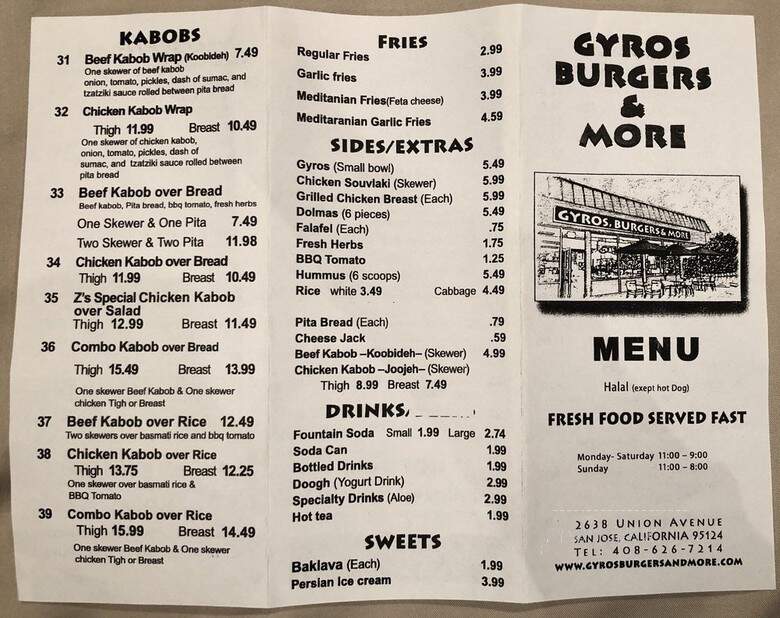 KABOBS
31 Beef Kabob Wrap (Koobideh) 7.49
One skewer of beef kabob
onion, tomato, pickles, dash of sumac, and
tzatziki sauce rolled between pita bread
32 Chicken Kabob Wrap
Thigh 11.99 Breast 10.49
One skewer of chicken kabob,
onion, tomato, pickles, dash of
sumac, and tzatziki sauce rolled between
pita bread
33 Beef Kabob over Bread
Beef kabob, Pita bread, bbq tomato, fresh herbs
One Skewer & One Pita 7.49
Two Skewer & Two Pita 11.98
34 Chicken Kabob over Bread
Thigh 11.99 Breast 10.49
35 Z's Special Chicken Kabob
over Salad
Thigh 12.99 Breast 11.49
36 Combo Kabob over Bread
Thigh 15.49 Breast 13.99
One skewer Beef Kabob & One skewer
chicken Tigh or Breast
37 Beef Kabob over Rice 12.49
Two skewers over basmati rice and bbq tomato
38 Chicken Kabob over Rice
Thigh 13.75 Breast 12.25
One skewer over basmati rice &
BBQ Tomato
39 Combo Kabob over Rice
Thigh 15.99 Breast 14.49
One skewer Beef Kabob & One skewer
chicken Tigh or Breast
FRIES
Regular Fries 2.99
Garlic fries 3.99
Meditanian Fries(Feta cheese) 3.99
Meditaranian Garlic Fries 4.59
SIDES/EXTRAS
Gyros (Small bowl) 5.49
Chicken Souvlaki (Skewer) 5.99
Grilled Chicken Breast (Each) 5.99
Dolmas (6 pieces) 5.49
Falafel (Each) .75
Fresh Herbs 1.75
BBQ Tomato 1.25
Hummus (6 scoops) 5.49
Rice white 3.49 Cabbage 4.49
Pita Bread (Each) .79
Cheese Jack .59
Beef Kabob –Koobideh– (Skewer) 4.99
Chicken Kabob –Joojeh– (Skewer)
Thigh 8.99 Breast 7.49
DRINKS,
Fountain Soda Small 1.99 Large 2.74
Soda Can 1.99
Bottled Drinks 1.99
Doogh (Yogurt Drink) 2.99
Specialty Drinks (Aloe) 2.99
Hot tea 1.99
SWEETS
Baklava (Each) 1.99
Persian Ice cream 3.99
GYROS
BURGERS
&
MORE
GYROS, BURGERS & MORE
MENU
Halal (exept hot Dog)
FRESH FOOD SERVED FAST
Monday- Saturday 11:00 – 9:00
Sunday 11:00 – 8:00
2638 UNION AVENUE
SAN JOSE, CALIFORNIA 95124
TEL: 408-626-7214
WWW.GYROSBURGERSANDMORE.COM